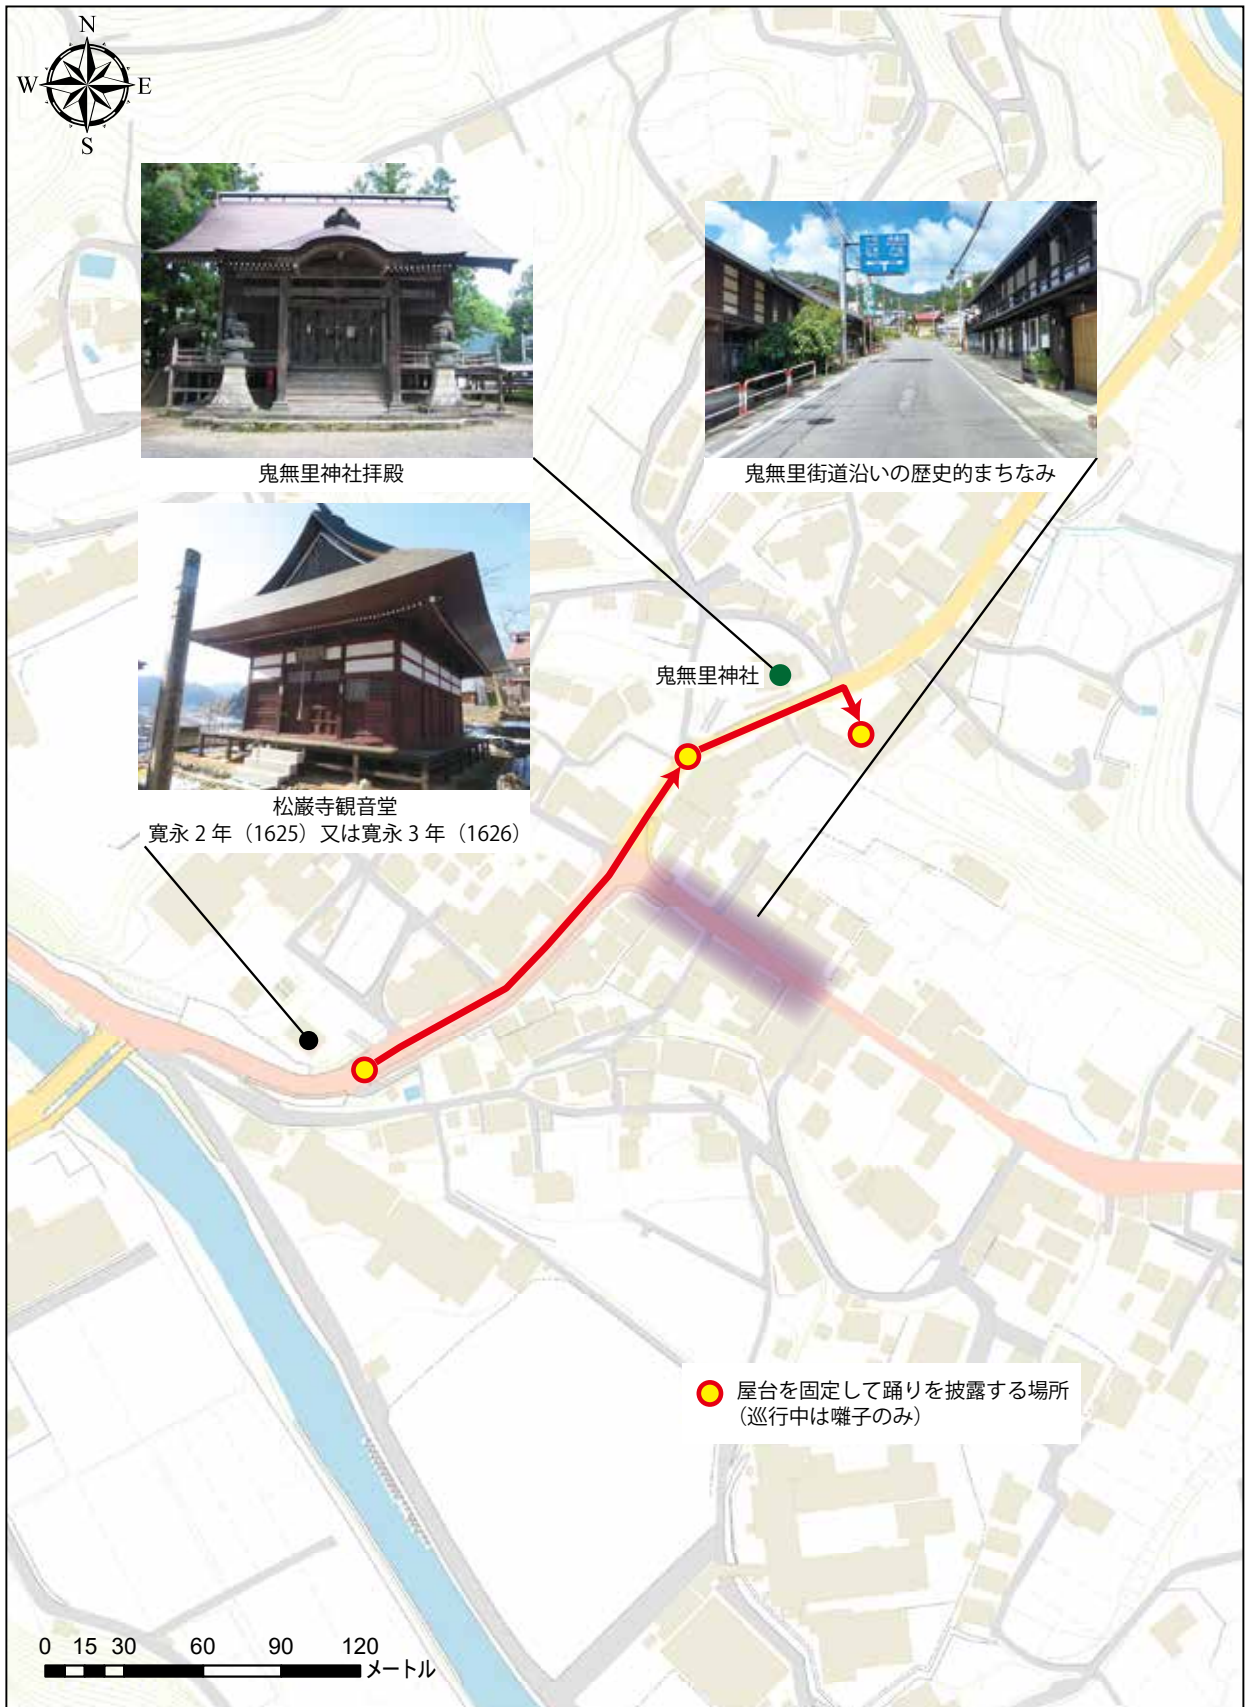 N
W
E
S
鬼無里神社拝殿
鬼無里街道沿いの歴史的まちなみ
松巌寺観音堂
寛永 2 年（1625）又は寛永 3 年（1626）
鬼無里神社
屋台を固定して踊りを披露する場所
（巡行中は囃子のみ）
0 15 30 60 90 120
メートル